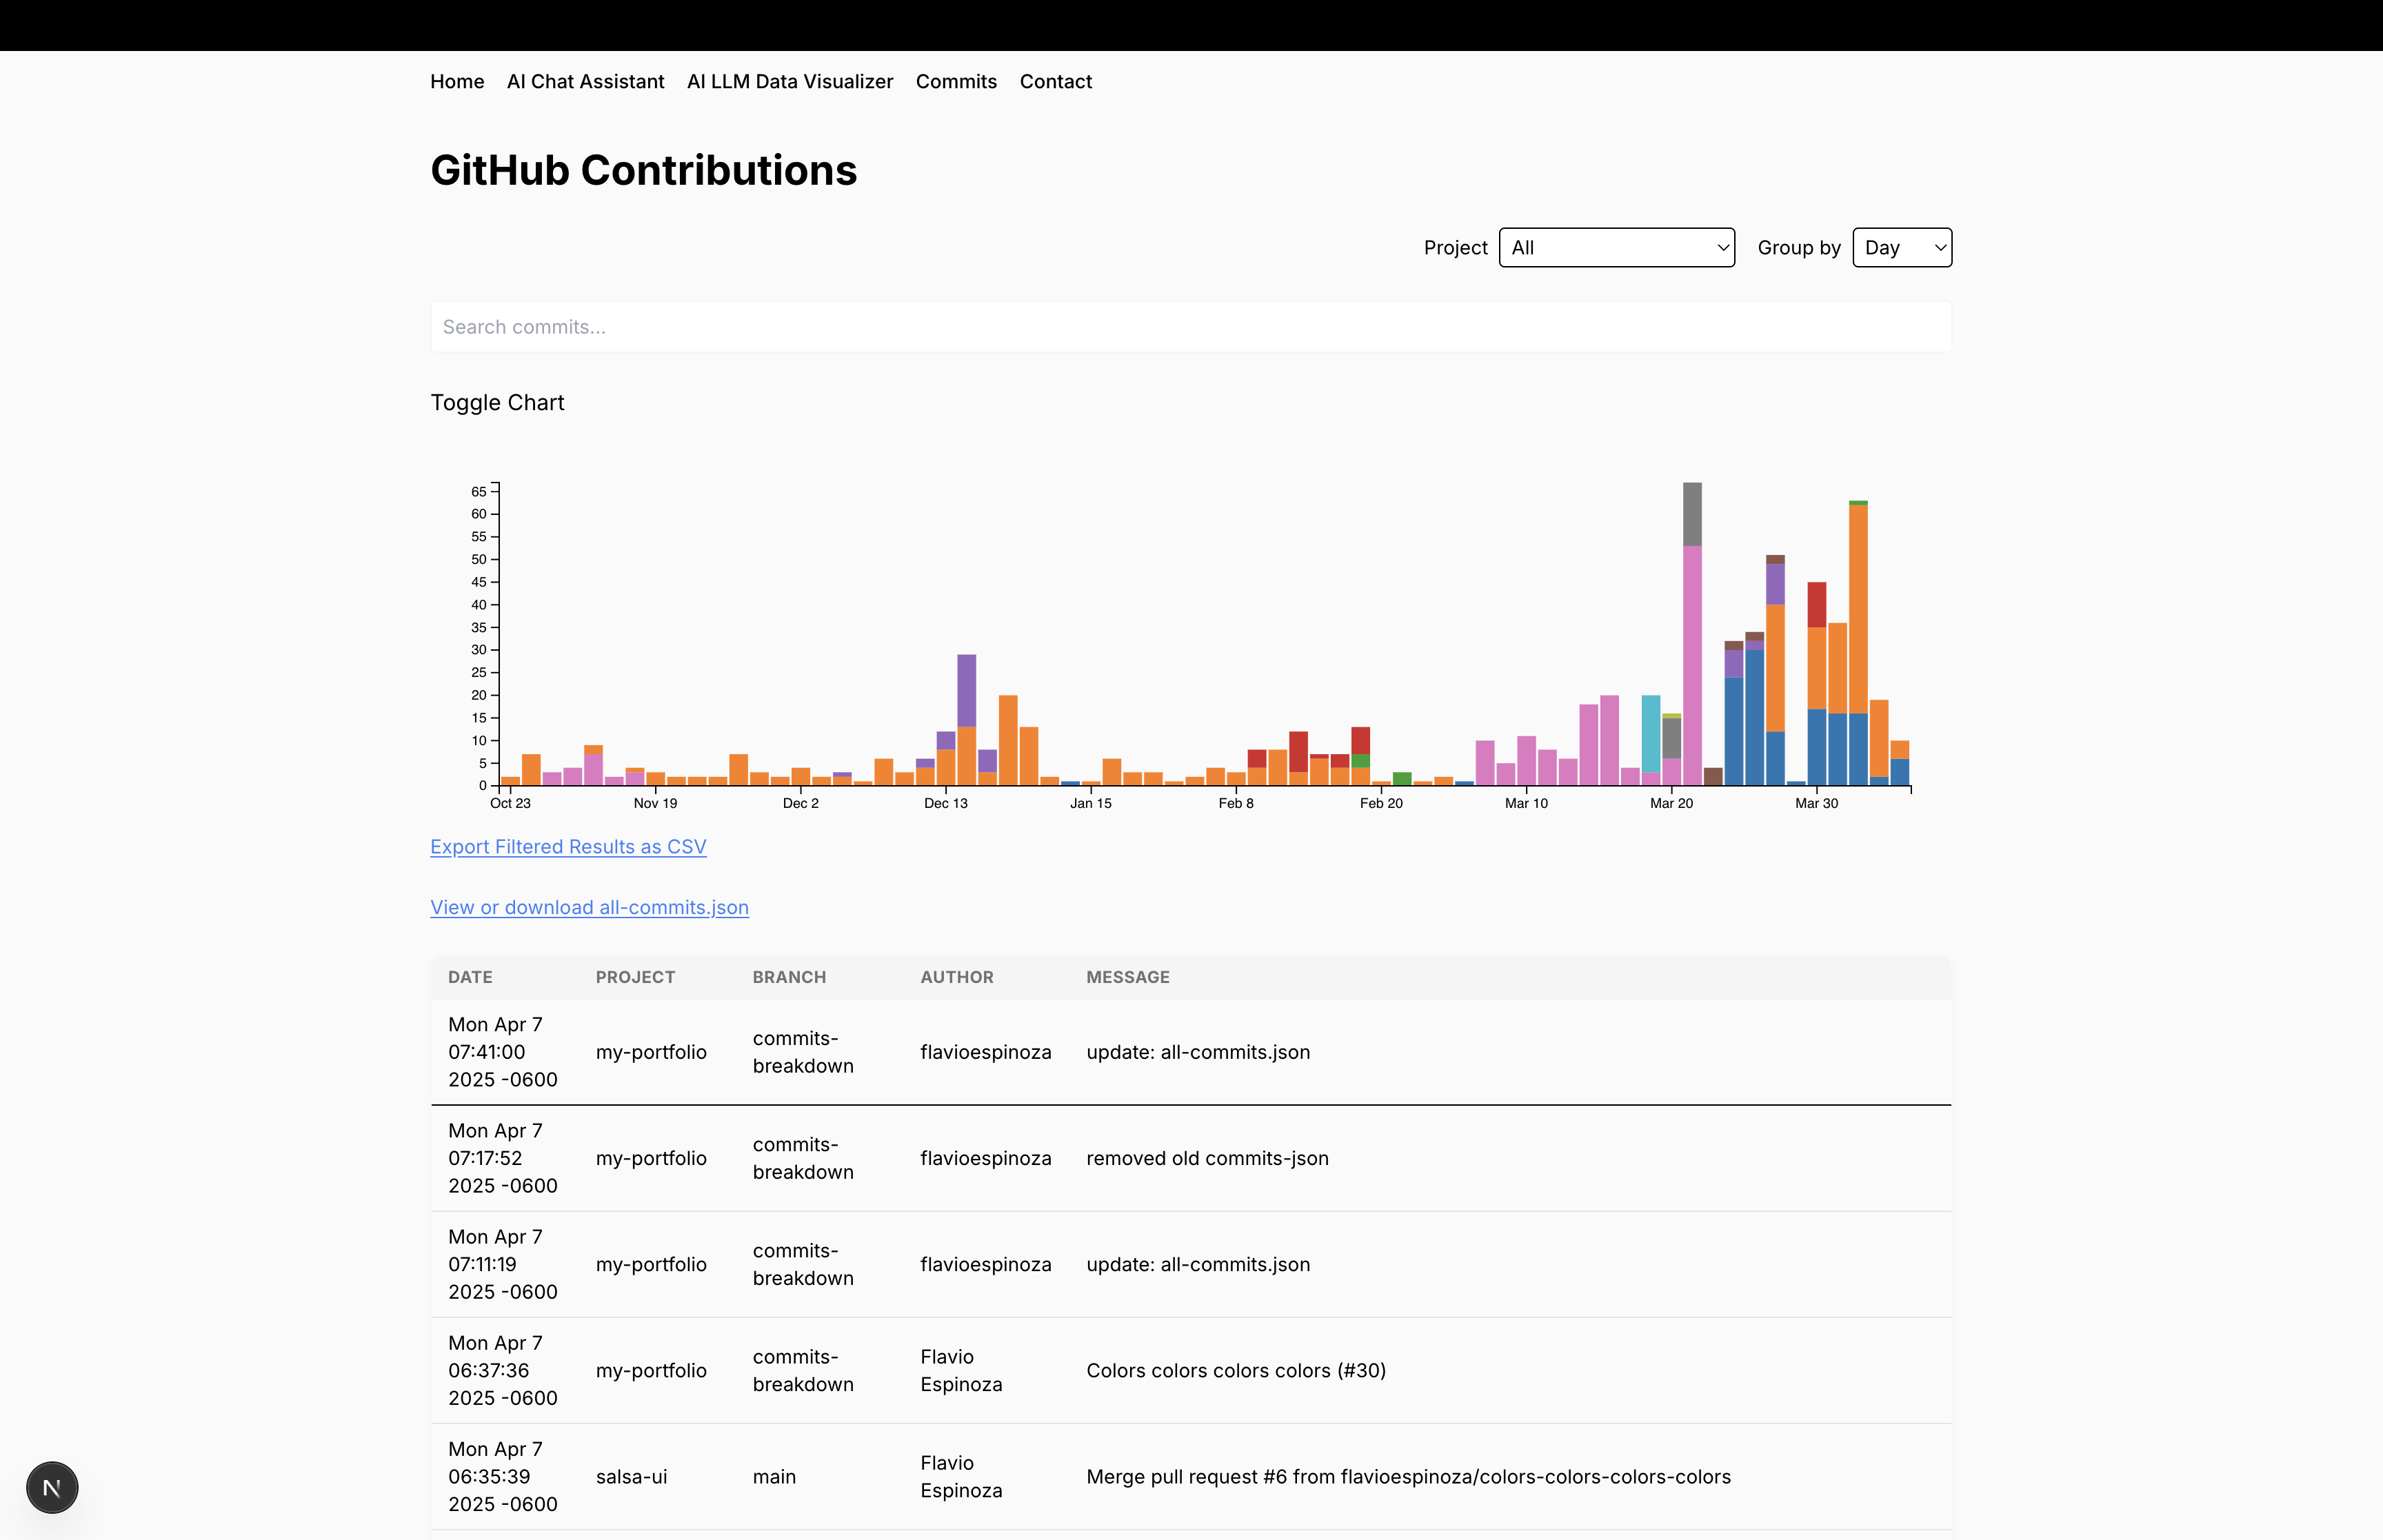 Home AI Chat Assistant AI LLM Data Visualizer Commits Contact
GitHub Contributions
Project All Group by Day
Search commits...
Toggle Chart
65
60
55
50
45
40
35
30
25
20
15
10
5
0
Oct 23 Nov 19 Dec 2 Dec 13 Jan 15 Feb 8 Feb 20 Mar 10 Mar 20 Mar 30
Export Filtered Results as CSV
View or download all-commits.json
DATE PROJECT BRANCH AUTHOR MESSAGE
Mon Apr 7
07:41:00
2025 -0600
my-portfolio
commits-
breakdown
flavioespinoza
update: all-commits.json
Mon Apr 7
07:17:52
2025 -0600
my-portfolio
commits-
breakdown
flavioespinoza
removed old commits-json
Mon Apr 7
07:11:19
2025 -0600
my-portfolio
commits-
breakdown
flavioespinoza
update: all-commits.json
Mon Apr 7
06:37:36
2025 -0600
my-portfolio
commits-
breakdown
Flavio
Espinoza
Colors colors colors colors (#30)
Mon Apr 7
06:35:39
2025 -0600
salsa-ui
main
Flavio
Espinoza
Merge pull request #6 from flavioespinoza/colors-colors-colors-colors
N